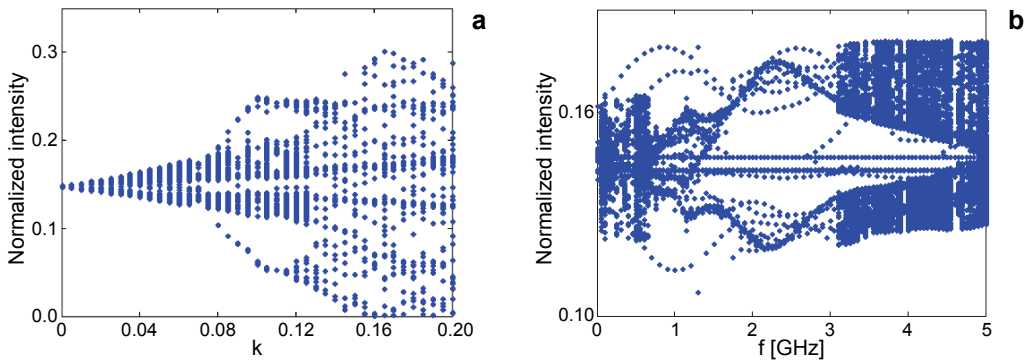 a
0.3
0.2
0.1
0.0
Normalized intensity
0 0.04 0.08 0.12 0.16 0.20
k
b
0.16
0.10
Normalized intensity
0 1 2 3 4 5
f [GHz]